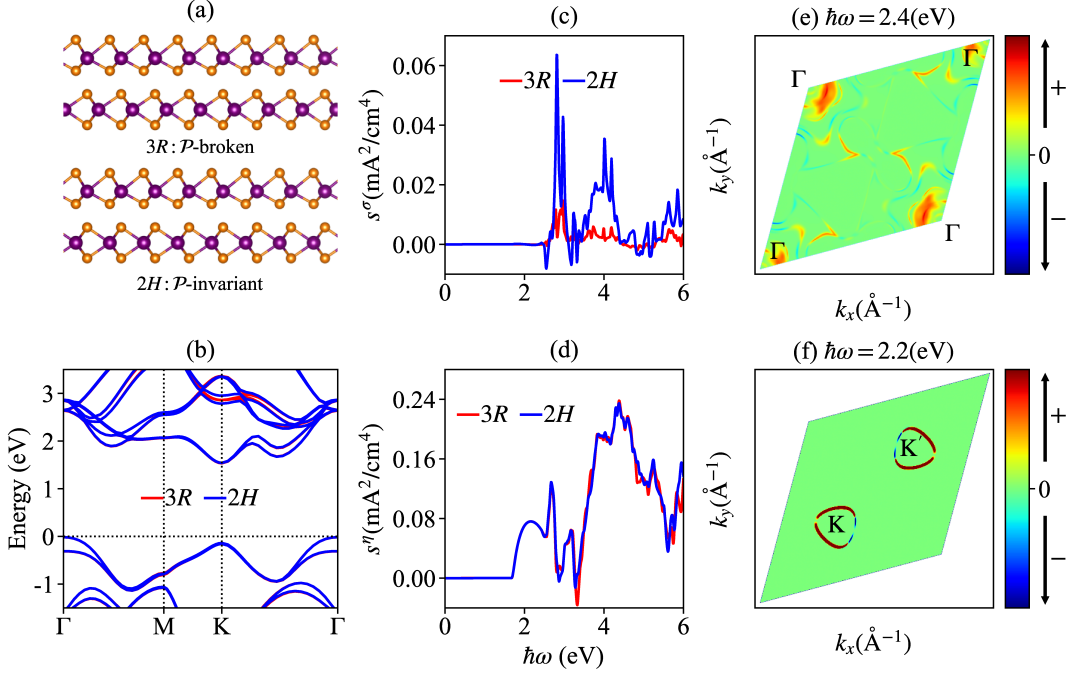 (a)
3R : 𝒫-broken
2H : 𝒫-invariant
(b)
Energy (eV)
3
2
1
0
-1
3R 2H
Γ M K Γ
(c)
s^σ(mA²/cm⁴)
0.06
0.04
0.02
0.00
3R 2H
0 2 4 6
(d)
s^η(mA²/cm⁴)
0.24
0.16
0.08
0.00
3R 2H
0 2 4 6
ℏω (eV)
(e) ℏω = 2.4(eV)
k_y(Å⁻¹)
Γ Γ
Γ Γ
k_x(Å⁻¹)
+
0
−
(f) ℏω = 2.2(eV)
k_y(Å⁻¹)
K′
K
k_x(Å⁻¹)
+
0
−